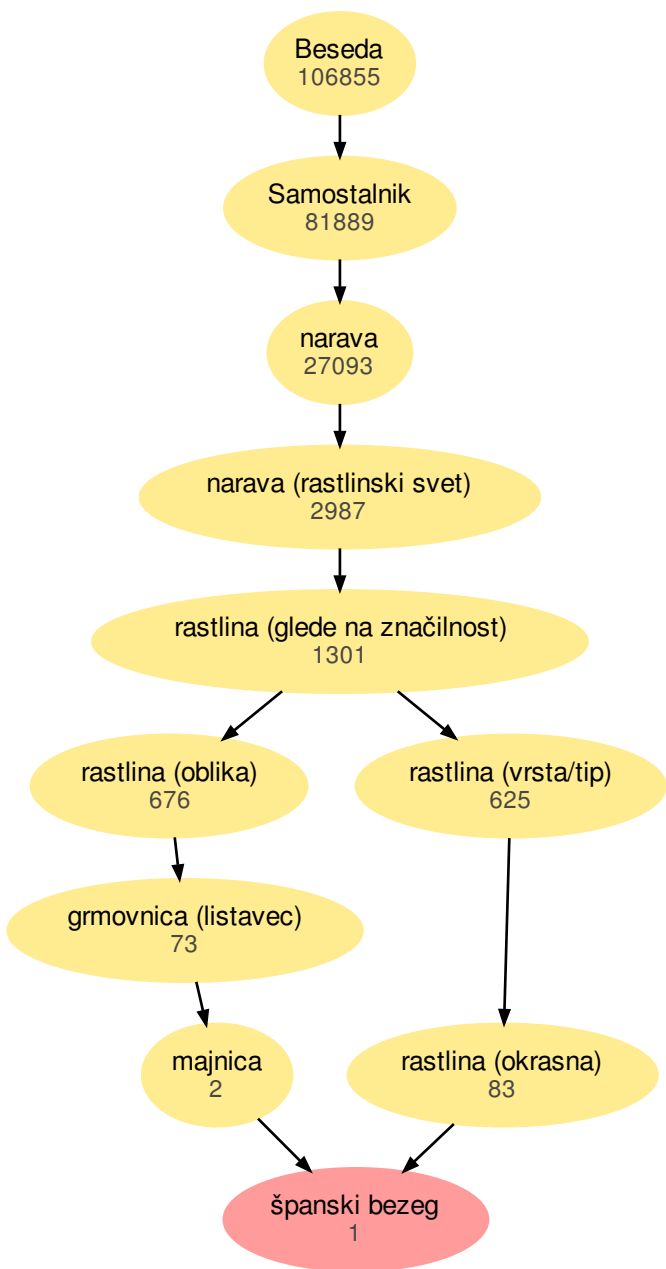 Beseda
106855
Samostalnik
81889
narava
27093
narava (rastlinski svet)
2987
rastlina (glede na značilnost)
1301
rastlina (oblika)
676
rastlina (vrsta/tip)
625
grmovnica (listavec)
73
majnica
2
rastlina (okrasna)
83
španski bezeg
1